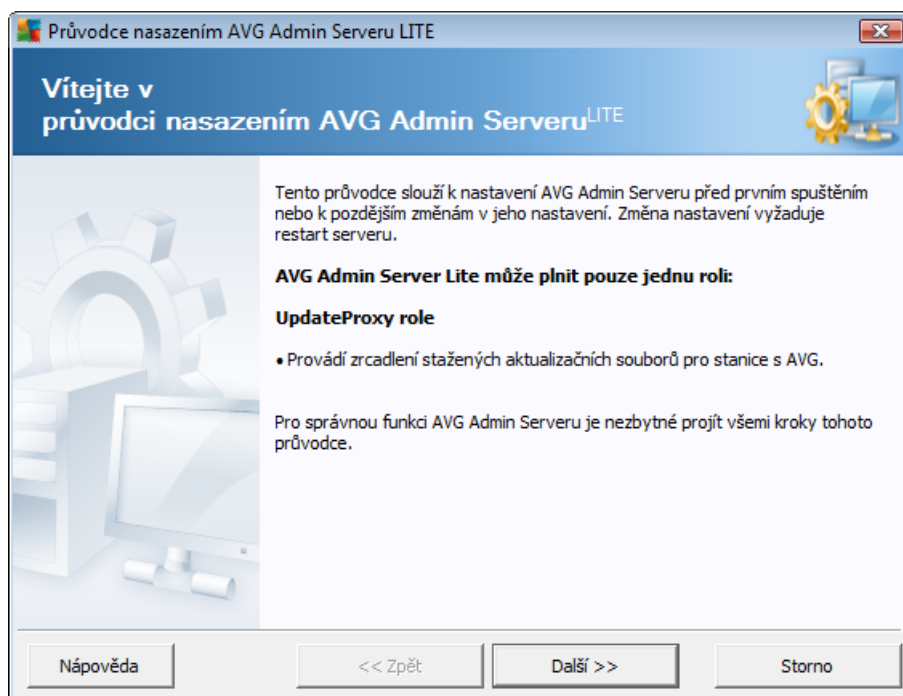 Průvodce nasazením AVG Admin Serveru LITE
Vítejte v
průvodci nasazením AVG Admin Serveru LITE
Tento průvodce slouží k nastavení AVG Admin Serveru před prvním spuštěním
nebo k pozdějším změnám v jeho nastavení. Změna nastavení vyžaduje
restart serveru.
AVG Admin Server Lite může plnit pouze jednu roli:
UpdateProxy role
• Provádí zrcadlení stažených aktualizačních souborů pro stanice s AVG.
Pro správnou funkci AVG Admin Serveru je nezbytné projít všemi kroky tohoto
průvodce.
Nápověda << Zpět Další >> Storno